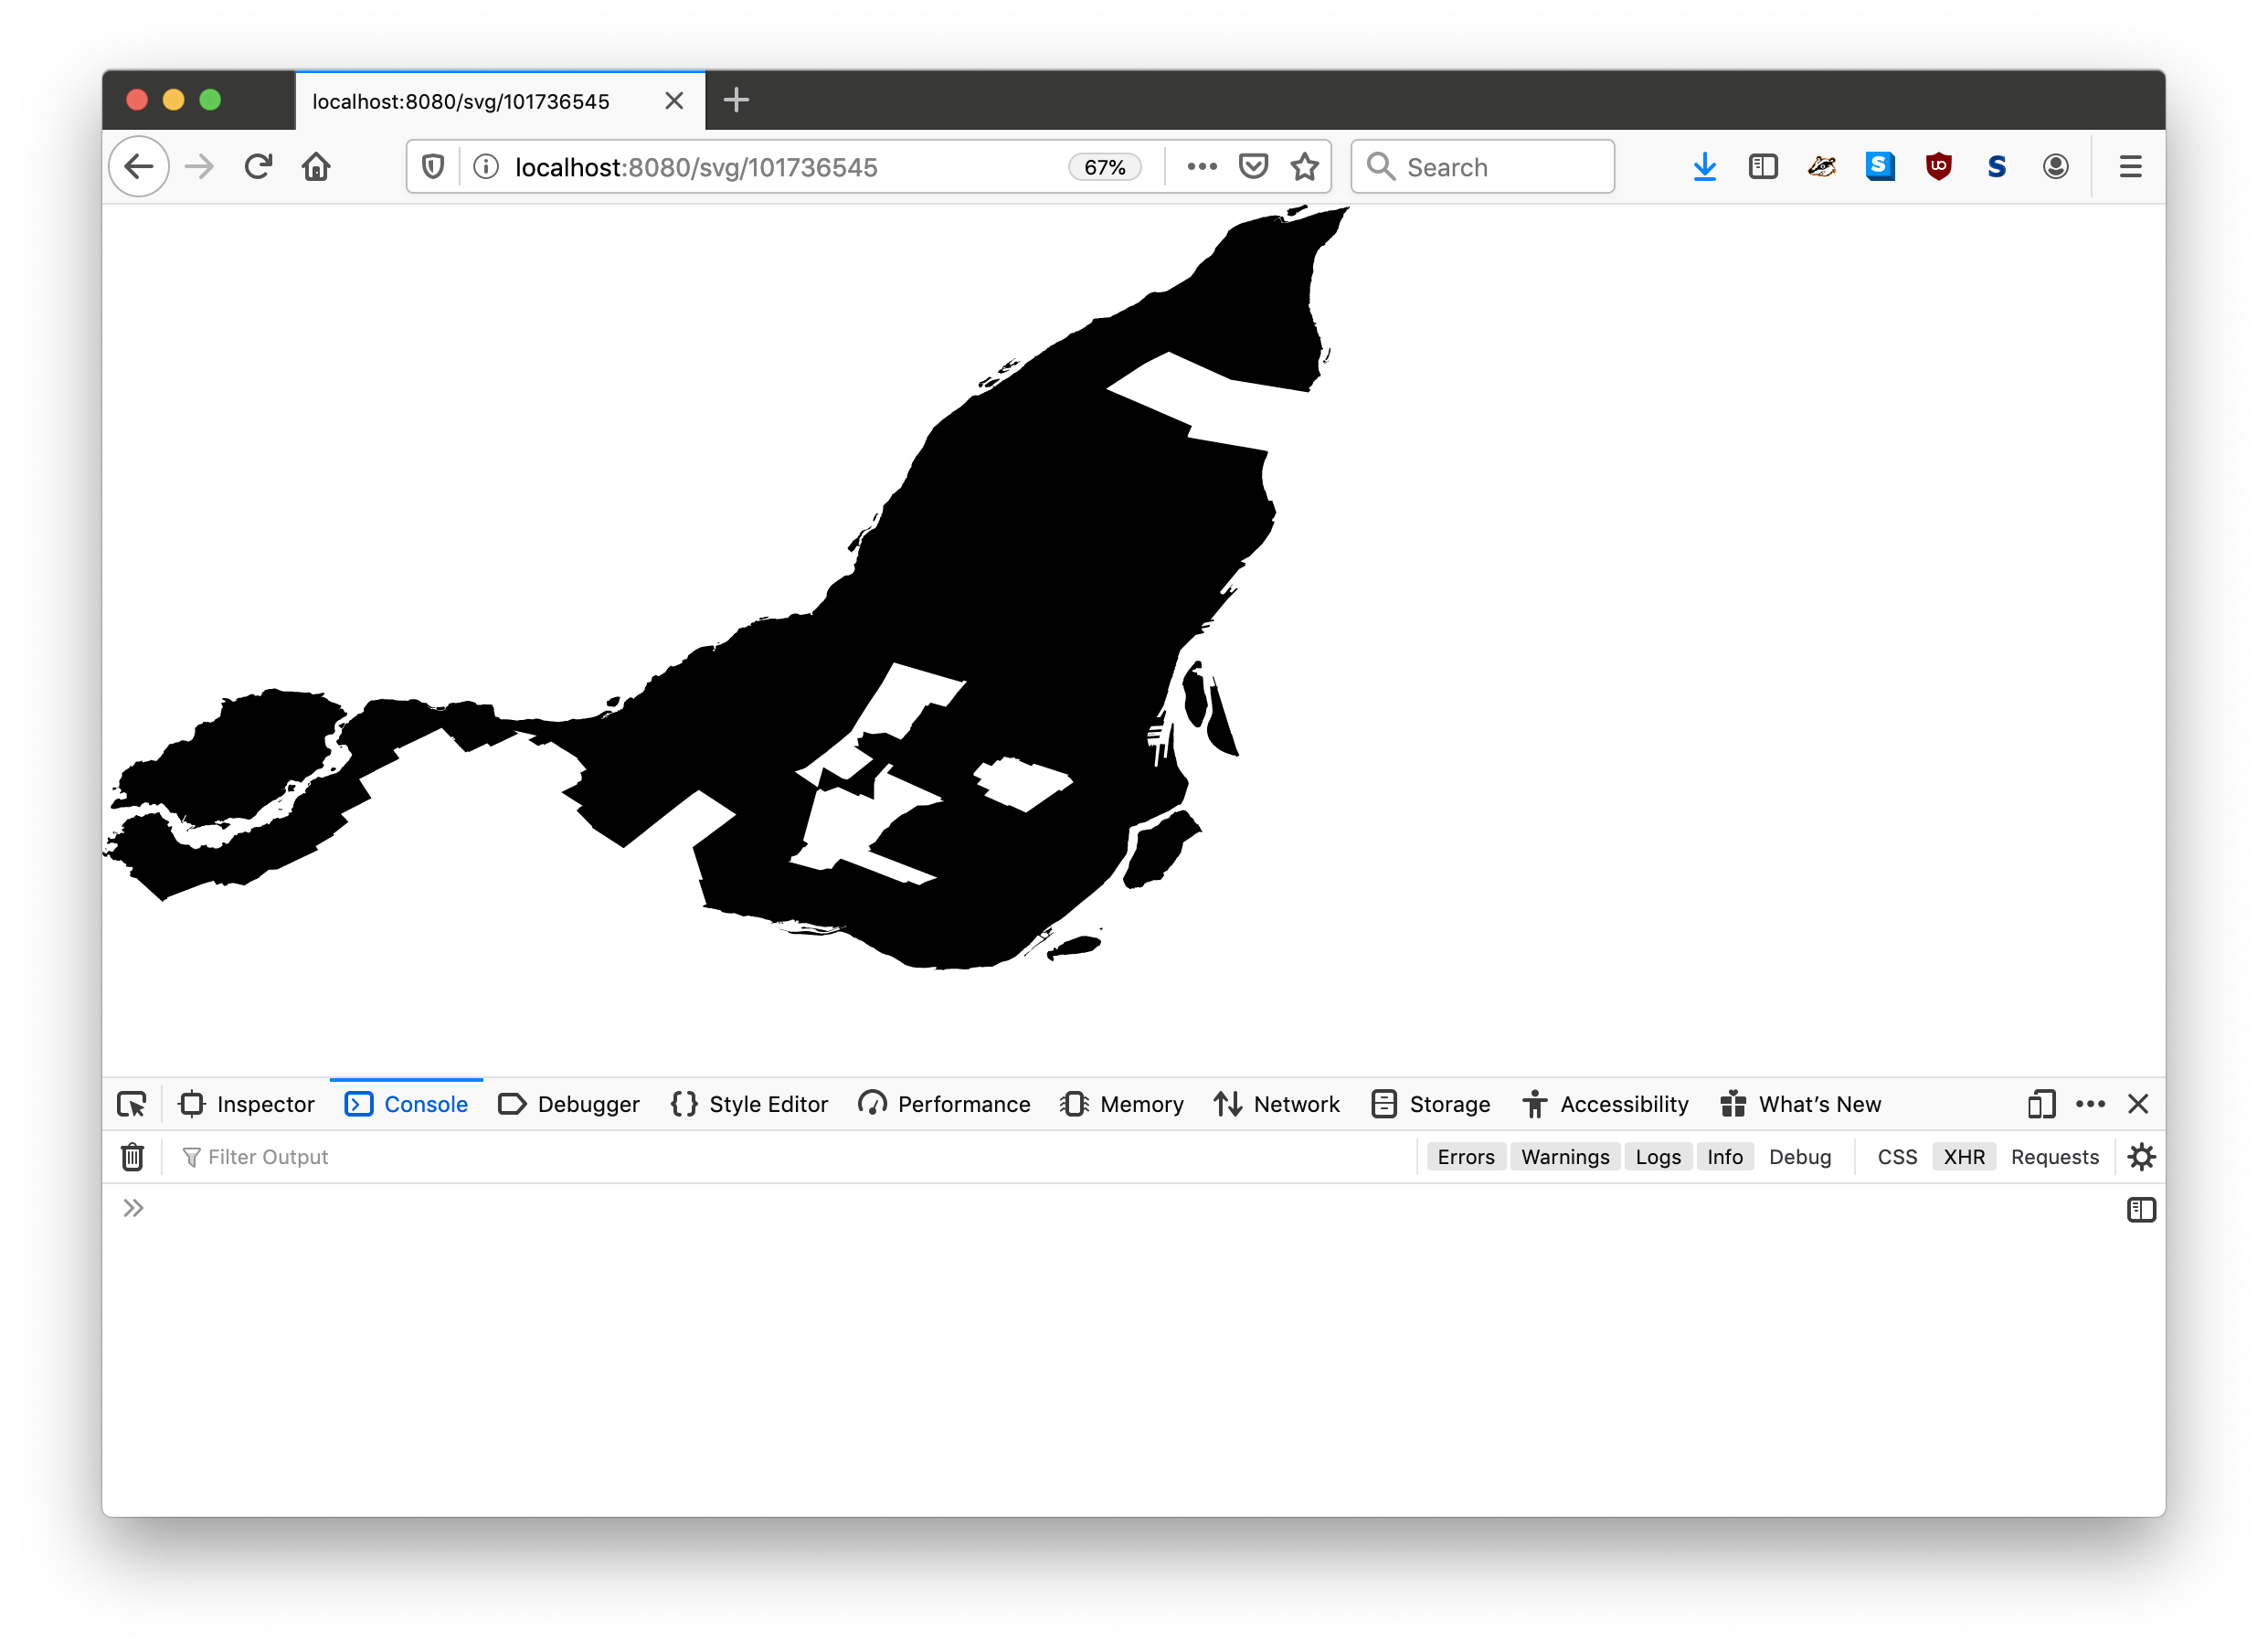 localhost:8080/svg/101736545
localhost:8080/svg/101736545 67% Search S UO S
Inspector Console Debugger Style Editor Performance Memory Network Storage Accessibility What’s New
Filter Output Errors Warnings Logs Info Debug CSS XHR Requests